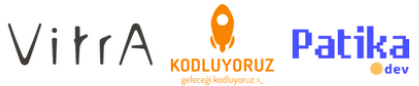 VitrA
KODLUYORUZ
geleceği kodluyoruz >_
Patika
dev